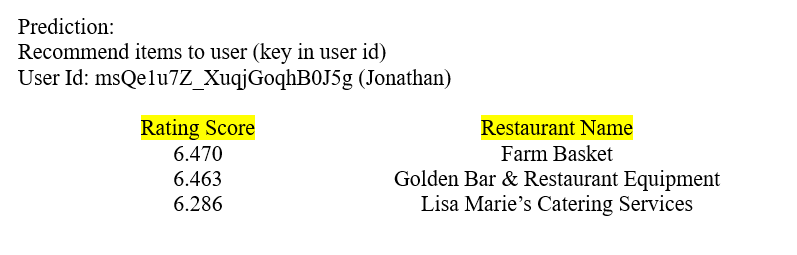 Prediction:
Recommend items to user (key in user id)
User Id: msQe1u7Z_XuqjGoqhB0J5g (Jonathan)
Rating Score Restaurant Name
6.470 Farm Basket
6.463 Golden Bar & Restaurant Equipment
6.286 Lisa Marie’s Catering Services